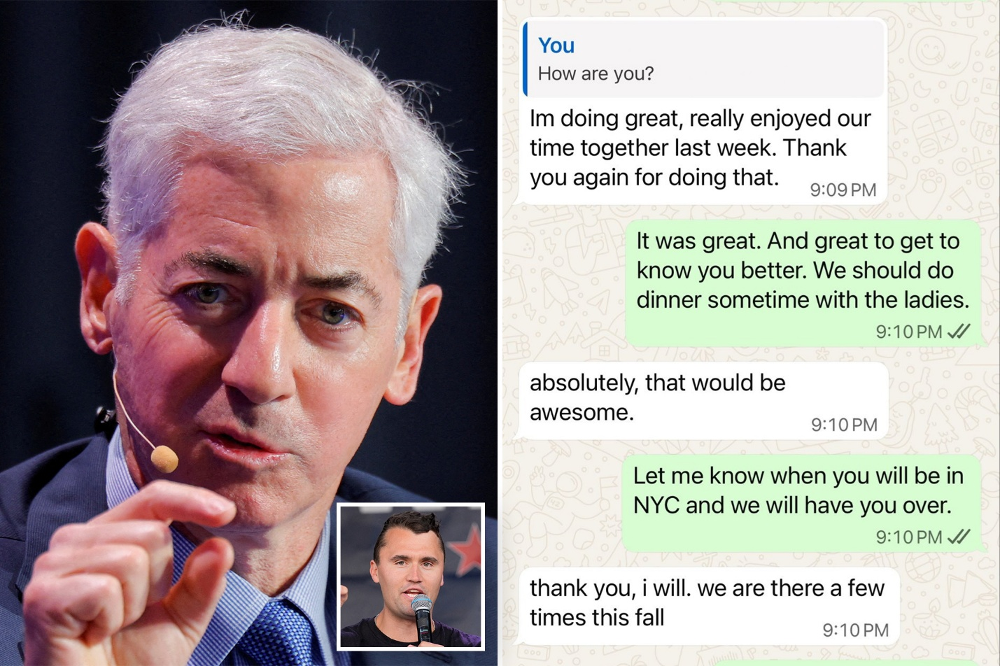 You
How are you?
Im doing great, really enjoyed our
time together last week. Thank
you again for doing that.
9:09 PM
It was great. And great to get to
know you better. We should do
dinner sometime with the ladies.
9:10 PM
absolutely, that would be
awesome.
9:10 PM
Let me know when you will be in
NYC and we will have you over.
9:10 PM
thank you, i will. we are there a few
times this fall
9:10 PM